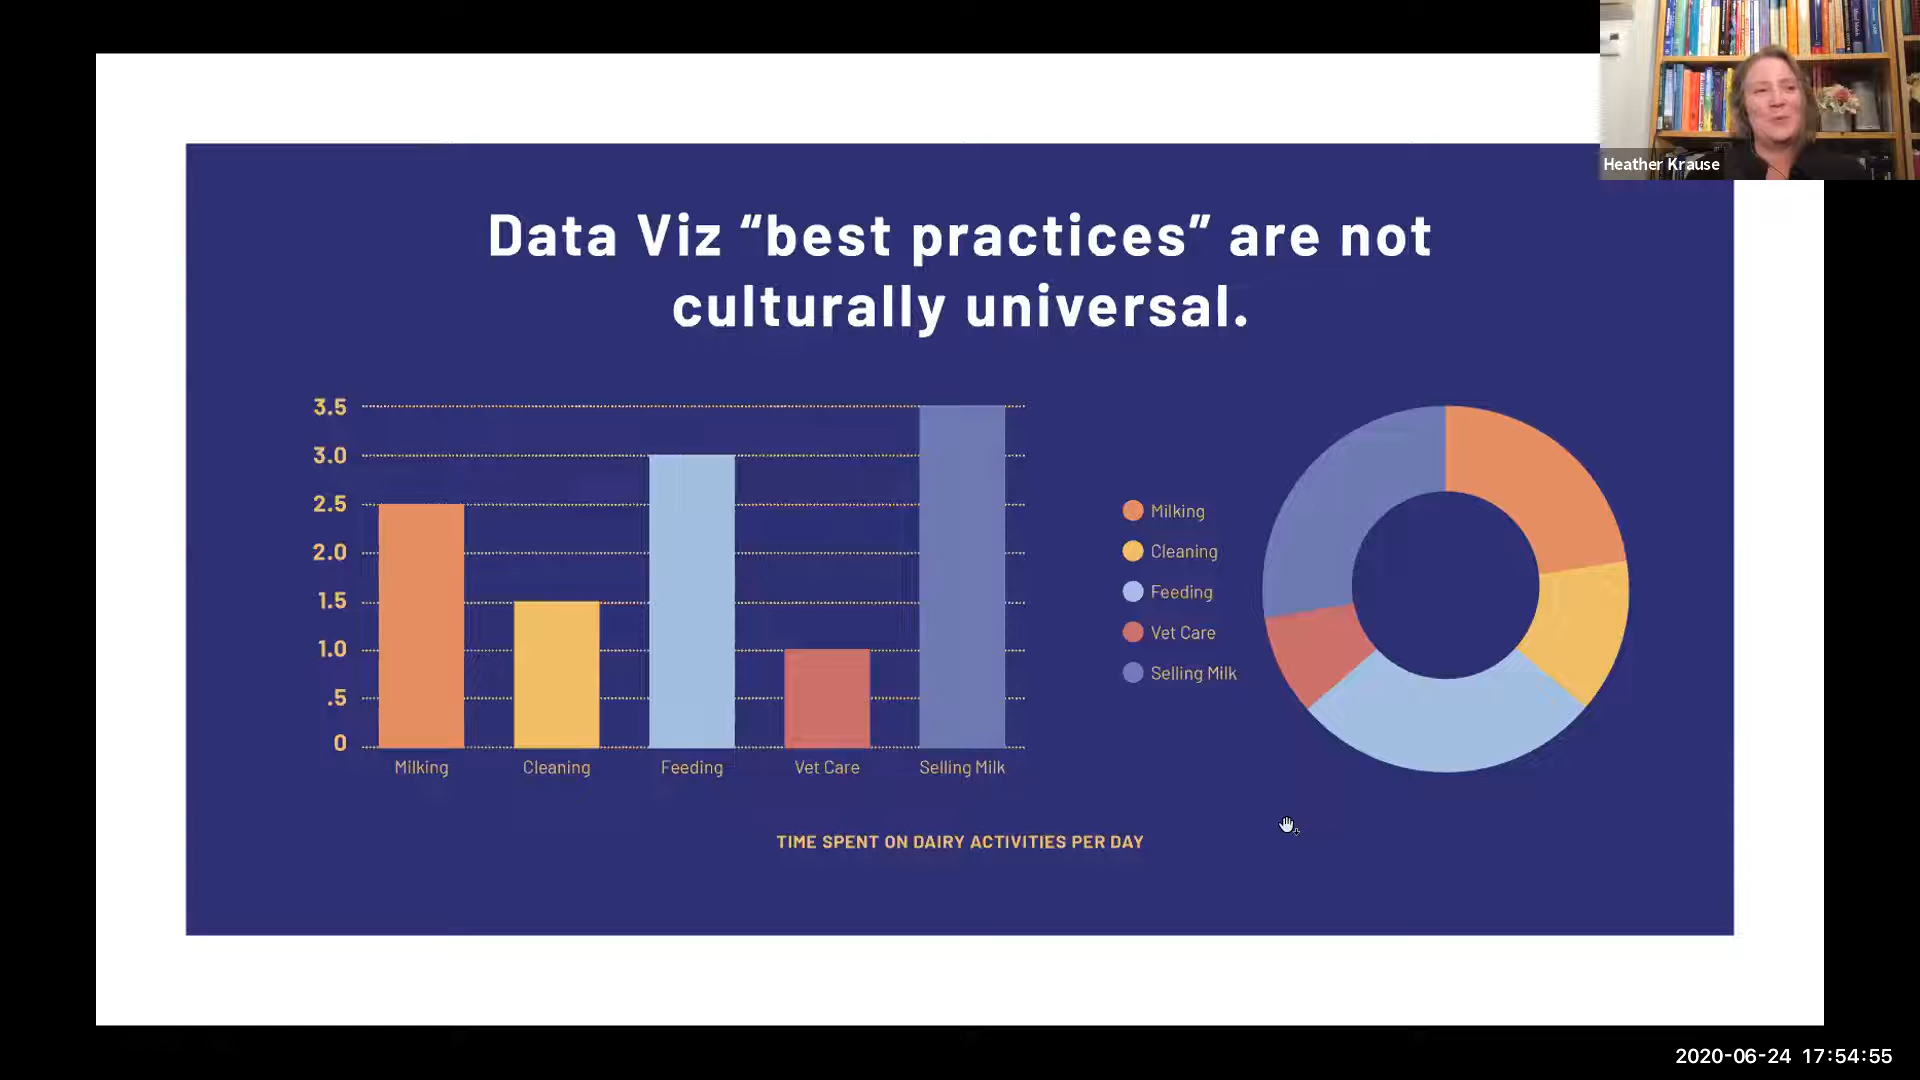 Heather Krause
Data Viz “best practices” are not
culturally universal.
3.5
3.0
2.5
2.0
1.5
1.0
.5
0
Milking
Cleaning
Feeding
Vet Care
Selling Milk
Milking
Cleaning
Feeding
Vet Care
Selling Milk
TIME SPENT ON DAIRY ACTIVITIES PER DAY
2020-06-24 17:54:55